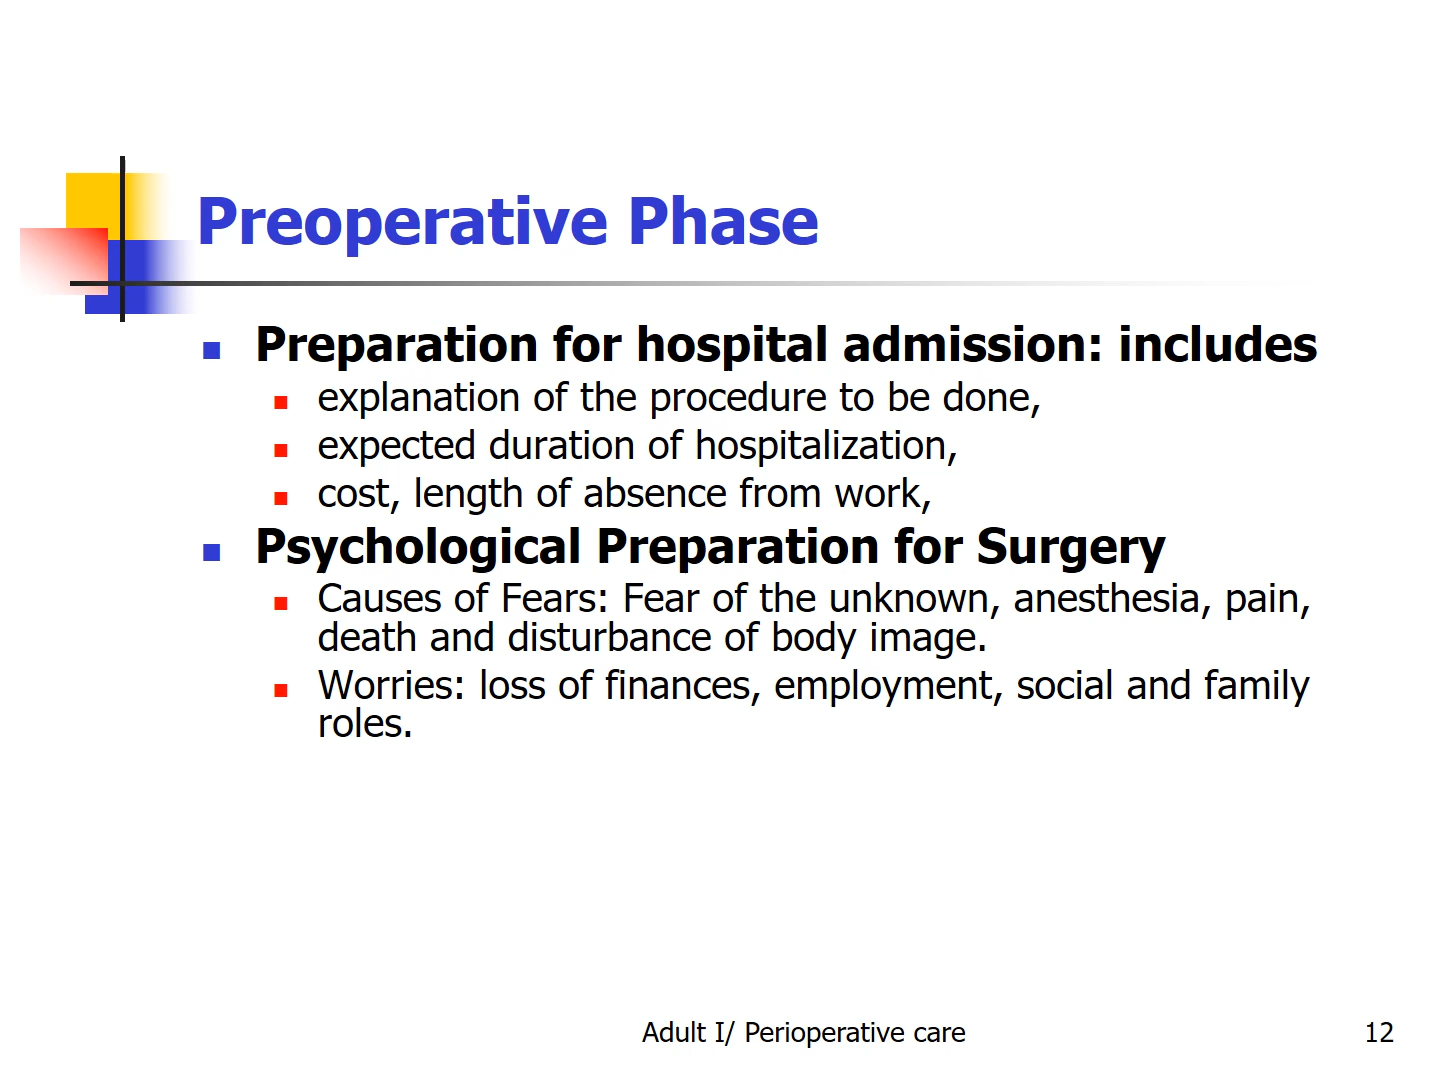 Preoperative Phase
Preparation for hospital admission: includes
explanation of the procedure to be done,
expected duration of hospitalization,
cost, length of absence from work,
Psychological Preparation for Surgery
Causes of Fears: Fear of the unknown, anesthesia, pain,
death and disturbance of body image.
Worries: loss of finances, employment, social and family
roles.
Adult I/ Perioperative care
12